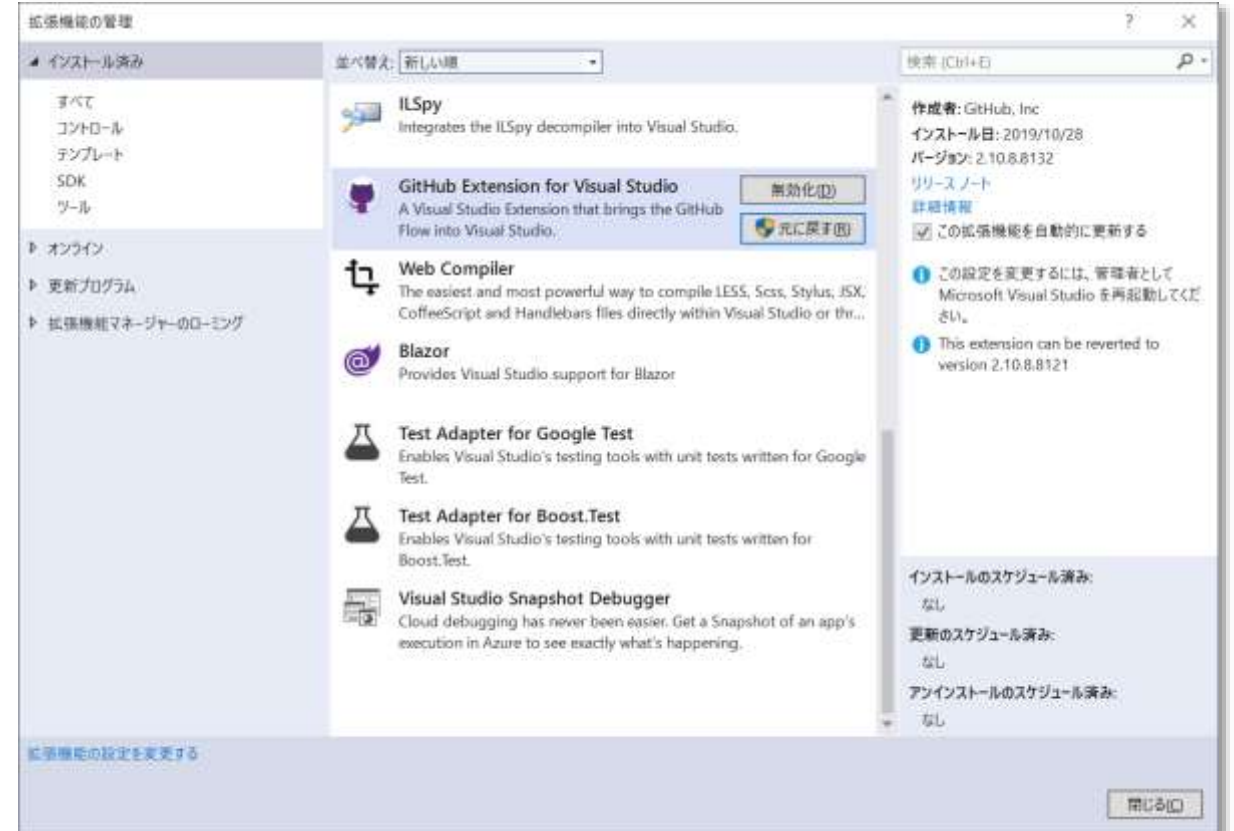 拡張機能の管理
インストール済み
すべて
コントロール
テンプレート
SDK
ツール
オンライン
更新プログラム
拡張機能マネージャーのローミング
並べ替え: 新しい順
ILSpy
Integrates the ILSpy decompiler into Visual Studio.
GitHub Extension for Visual Studio
A Visual Studio Extension that brings the GitHub
Flow into Visual Studio.
無効化(D)
元に戻す(R)
Web Compiler
The easiest and most powerful way to compile LESS, Scss, Stylus, JSX,
CoffeeScript and Handlebars files directly within Visual Studio or thr...
Blazor
Provides Visual Studio support for Blazor
Test Adapter for Google Test
Enables Visual Studio's testing tools with unit tests written for Google
Test.
Test Adapter for Boost.Test
Enables Visual Studio's testing tools with unit tests written for
Boost.Test.
Visual Studio Snapshot Debugger
Cloud debugging has never been easier. Get a Snapshot of an app's
execution in Azure to see exactly what's happening.
検索 (Ctrl+E)
作成者: GitHub, Inc
インストール日: 2019/10/28
バージョン: 2.10.8.8132
リリース ノート
詳細情報
この拡張機能を自動的に更新する
この設定を変更するには、管理者として
Microsoft Visual Studio を再起動してくだ
さい。
This extension can be reverted to
version 2.10.8.8121
インストールのスケジュール済み:
なし
更新のスケジュール済み:
なし
アンインストールのスケジュール済み:
なし
拡張機能の設定を変更する
閉じる(C)